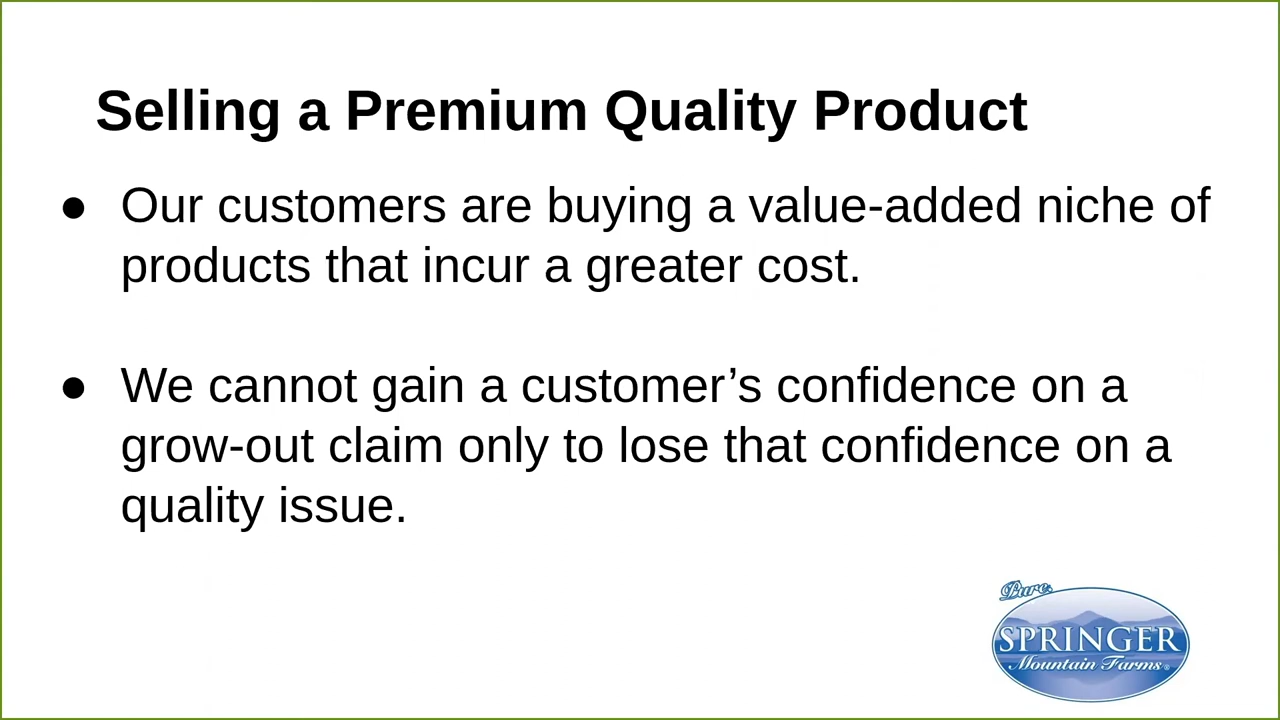 Selling a Premium Quality Product
● Our customers are buying a value-added niche of
products that incur a greater cost.
● We cannot gain a customer’s confidence on a
grow-out claim only to lose that confidence on a
quality issue.
Pure
SPRINGER
Mountain Farms®